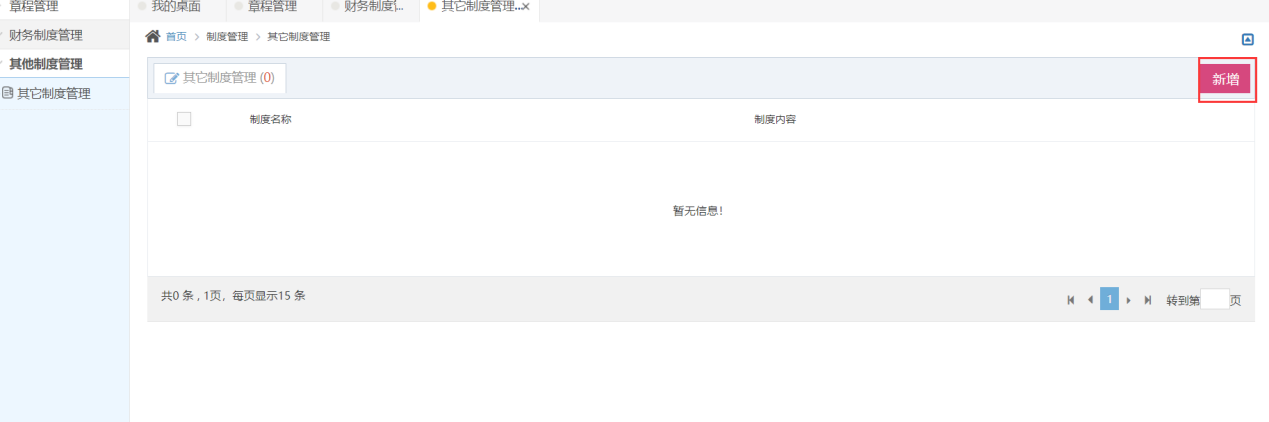 章程管理
我的桌面
章程管理
财务制度
其它制度管理...×
财务制度管理
其他制度管理
其它制度管理
首页 > 制度管理 > 其它制度管理
其它制度管理 (0)
新增
制度名称
制度内容
暂无信息!
共0 条 , 1页，每页显示15 条
1
转到第
页